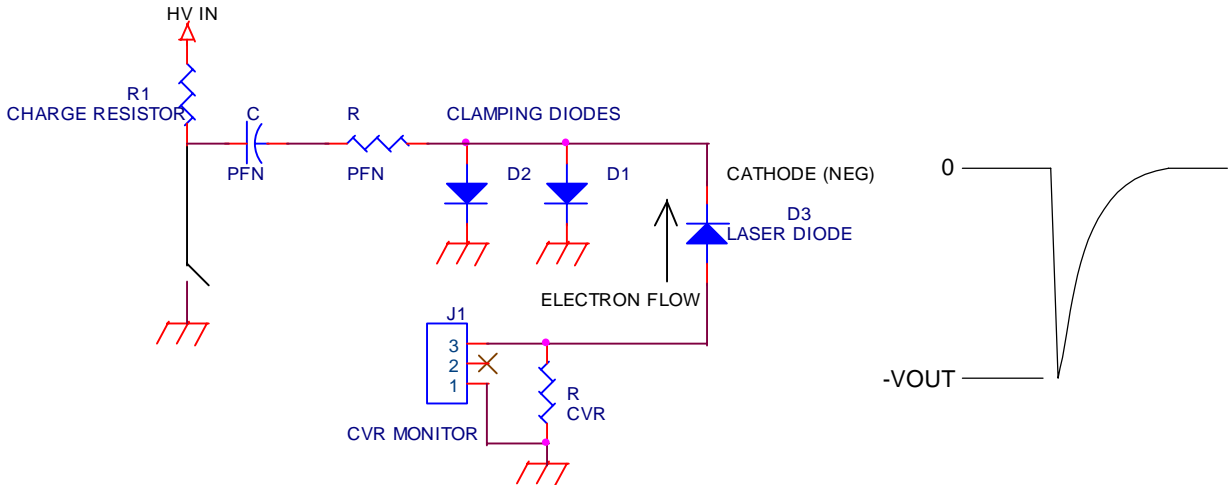 HV IN
R1
CHARGE RESISTOR
C
PFN
R
PFN
CLAMPING DIODES
D2
D1
CATHODE (NEG)
D3
LASER DIODE
ELECTRON FLOW
J1
3
2
1
R
CVR
CVR MONITOR
0
-VOUT